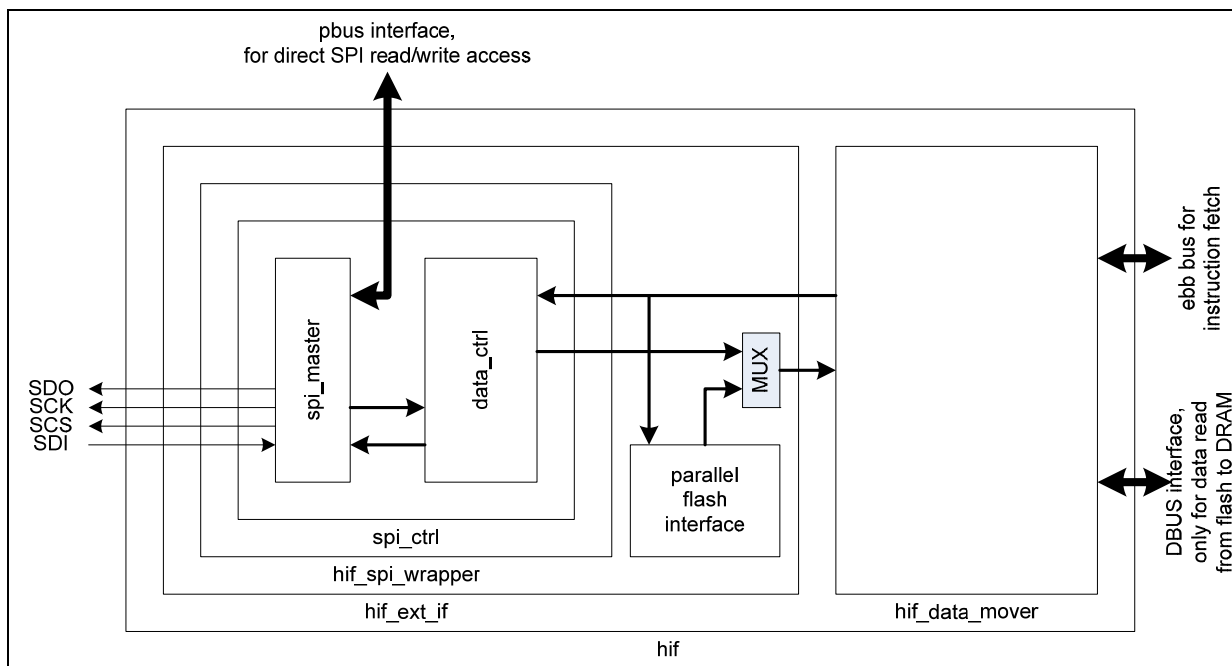 pbus interface,
for direct SPI read/write access
ebb bus for
instruction fetch
spi_master
data_ctrl
MUX
SDO
SCK
SCS
SDI
parallel
flash
interface
DBUS interface,
only for data read
from flash to DRAM
spi_ctrl
hif_spi_wrapper
hif_ext_if
hif_data_mover
hif